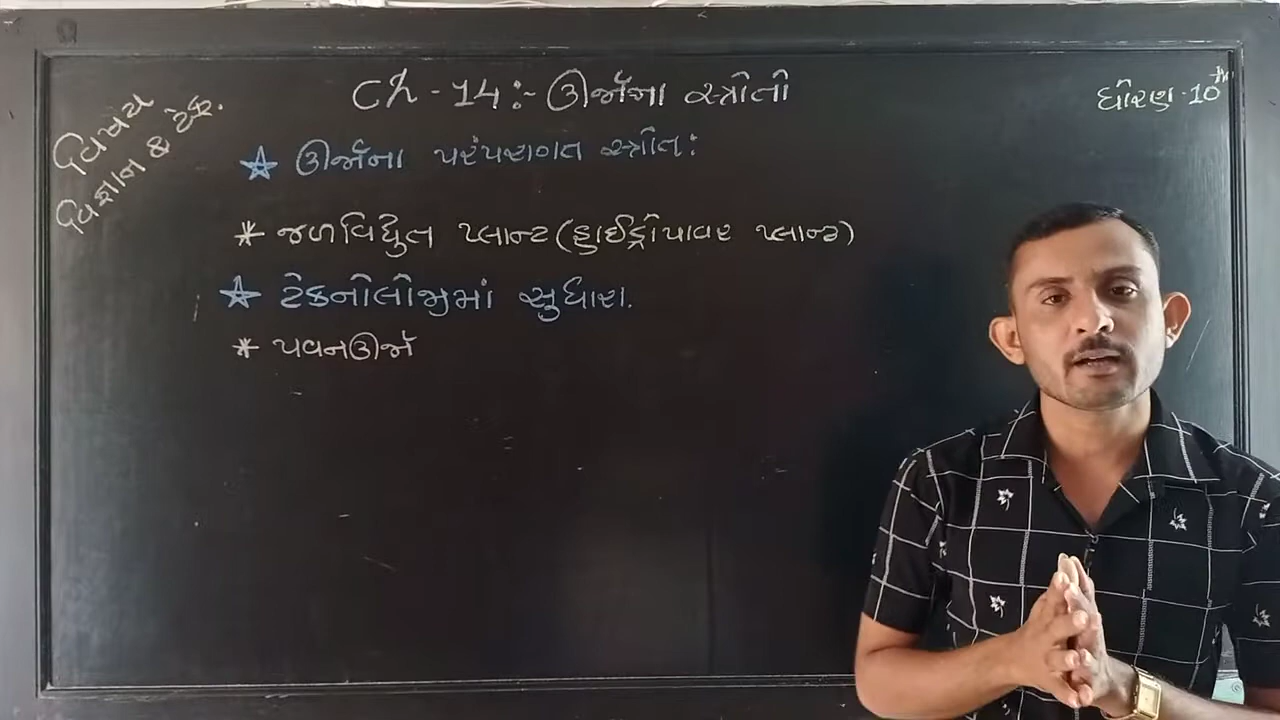 વિષય
વિજ્ઞાન & ટેક.
Ch - 14 :- ઊર્જાના સ્ત્રોતો
ધોરણ - 10th
☆ ઊર્જાના પરંપરાગત સ્ત્રોત :
* જળવિદ્યુત પ્લાન્ટ (હાઈડ્રોપાવર પ્લાન્ટ)
☆ ટેકનોલોજીમાં સુધારા.
* પવનઊર્જા